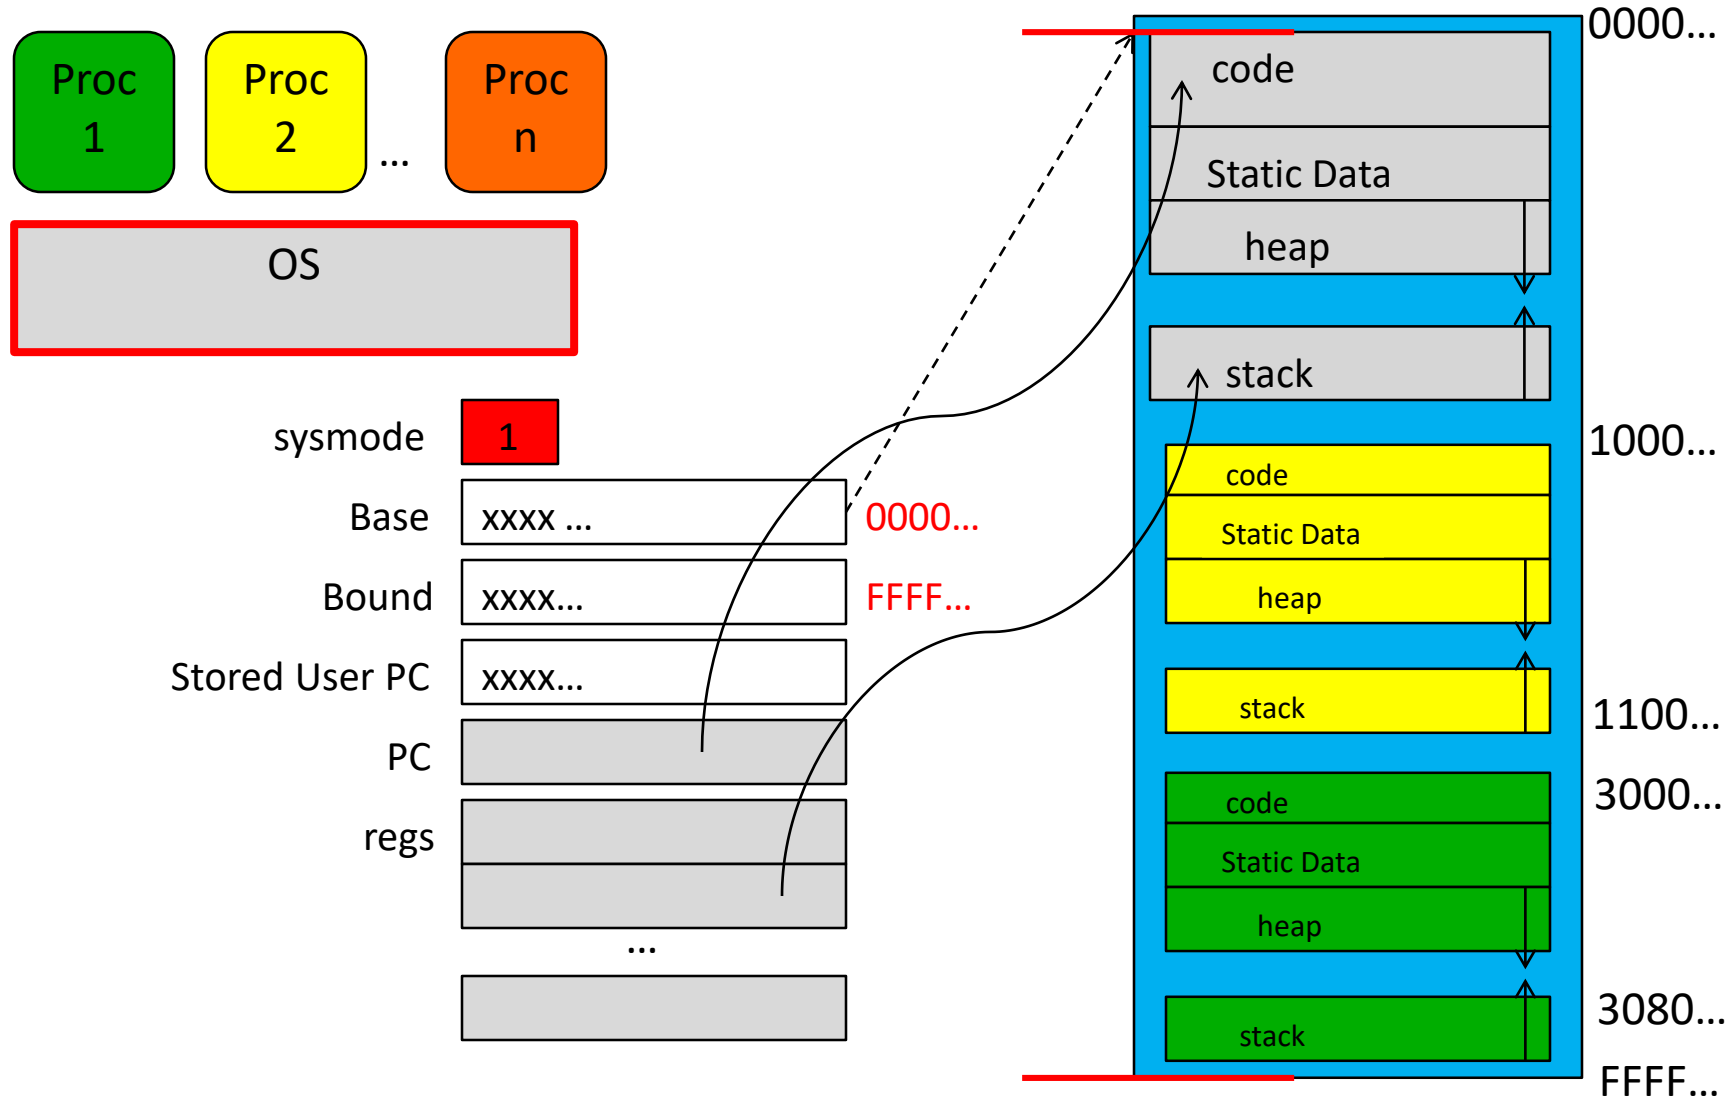 Proc
1
Proc
2
...
Proc
n
OS
sysmode
1
Base
xxxx ...
0000...
Bound
xxxx...
FFFF...
Stored User PC
xxxx...
PC
regs
...
0000...
code
Static Data
heap
stack
1000...
code
Static Data
heap
stack
1100...
3000...
code
Static Data
heap
3080...
stack
FFFF...